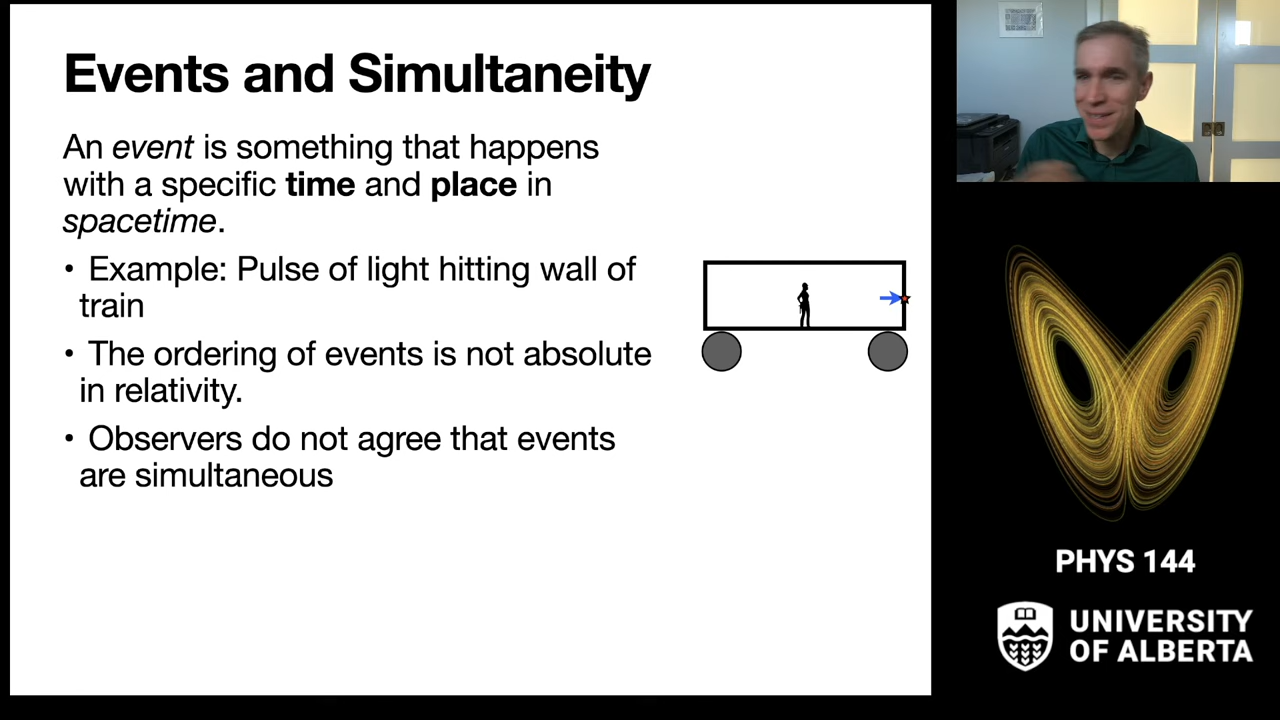 Events and Simultaneity
An event is something that happens
with a specific time and place in
spacetime.
• Example: Pulse of light hitting wall of
train
• The ordering of events is not absolute
in relativity.
• Observers do not agree that events
are simultaneous
PHYS 144
UNIVERSITY
OF ALBERTA